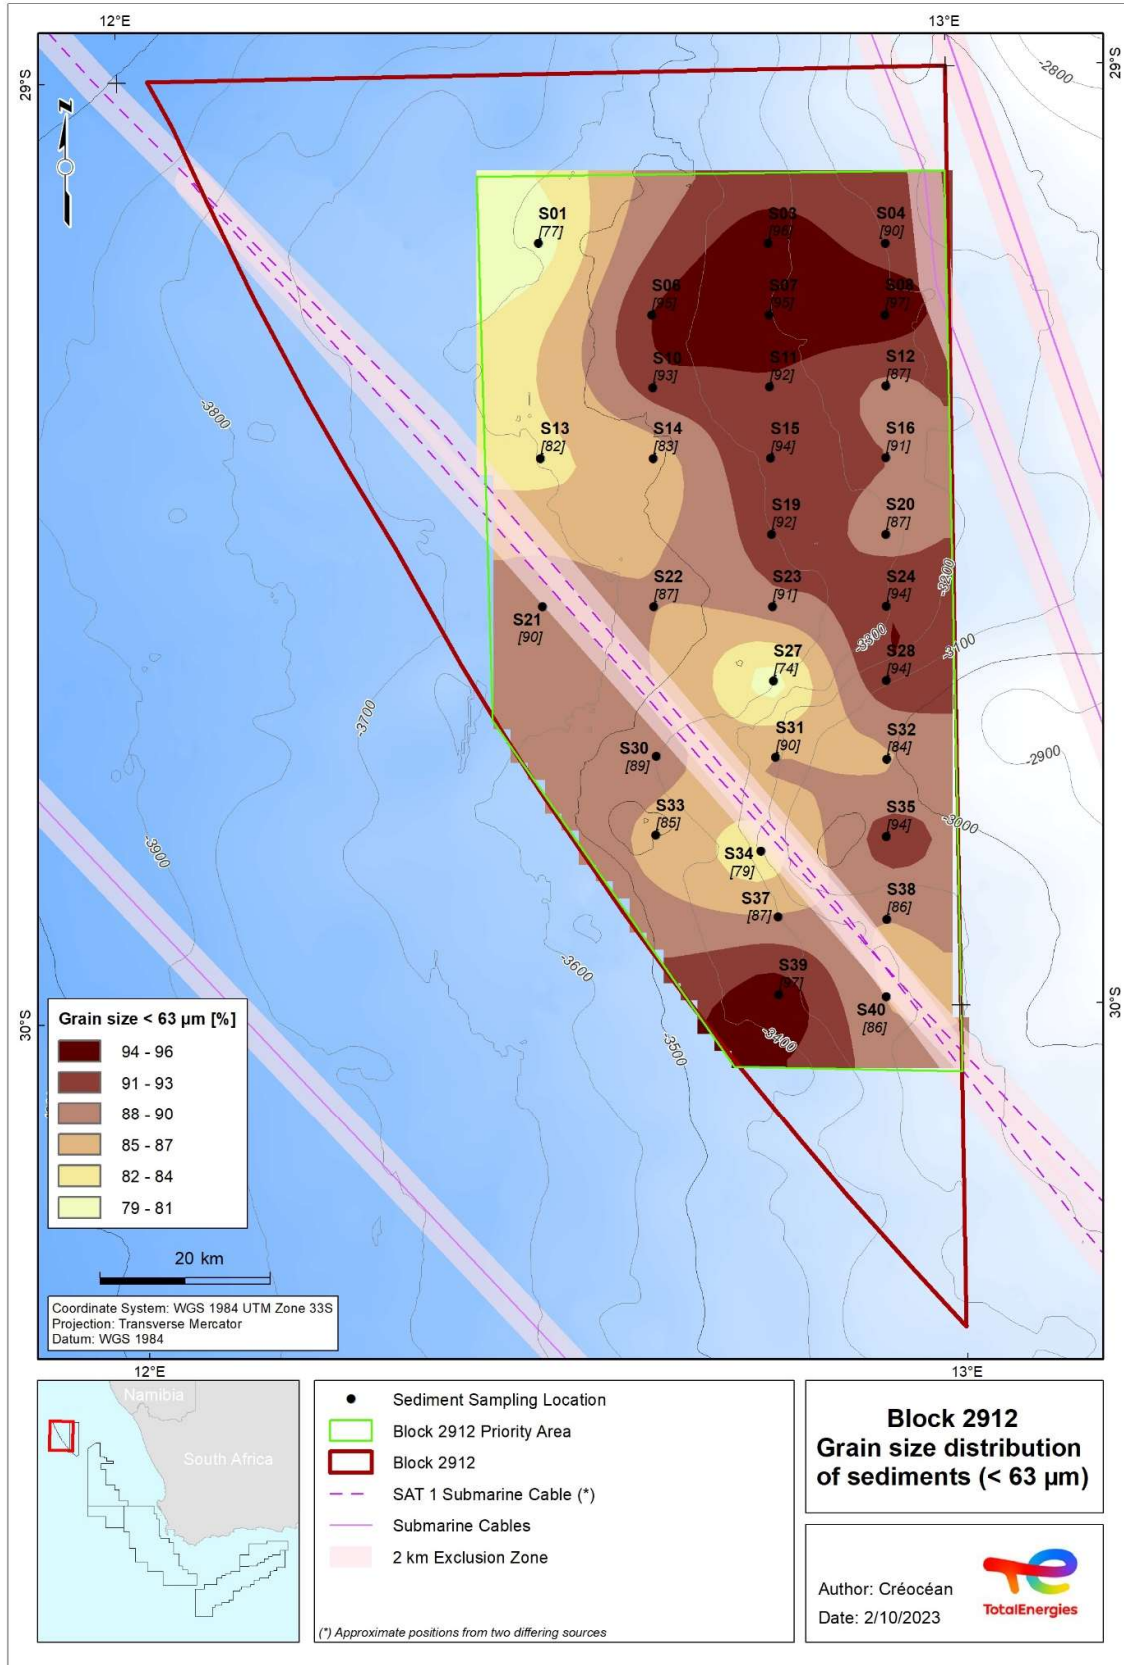 12°E
13°E
29°S
29°S
N
-2800
S01
[77]
S03
[96]
S04
[90]
S06
[95]
S07
[95]
S08
[97]
S10
[93]
S11
[92]
S12
[87]
-3800
S13
[82]
S14
[83]
S15
[94]
S16
[91]
S19
[92]
S20
[87]
-3200
S21
[90]
S22
[87]
S23
[91]
S24
[94]
-3300
-3100
S27
[74]
S28
[94]
-3700
S30
[89]
S31
[90]
S32
[84]
-2900
S33
[85]
S35
[94]
-3000
-3900
S34
[79]
S37
[87]
S38
[86]
-3600
S39
[97]
S40
[86]
-3400
-3500
30°S
30°S
Grain size < 63 µm [%]
94 - 96
91 - 93
88 - 90
85 - 87
82 - 84
79 - 81
20 km
Coordinate System: WGS 1984 UTM Zone 33S
Projection: Transverse Mercator
Datum: WGS 1984
12°E
13°E
Namibia
South Africa
Sediment Sampling Location
Block 2912 Priority Area
Block 2912
SAT 1 Submarine Cable (*)
Submarine Cables
2 km Exclusion Zone
(*) Approximate positions from two differing sources
Block 2912
Grain size distribution
of sediments (< 63 µm)
Author: Créocéan
Date: 2/10/2023
TotalEnergies